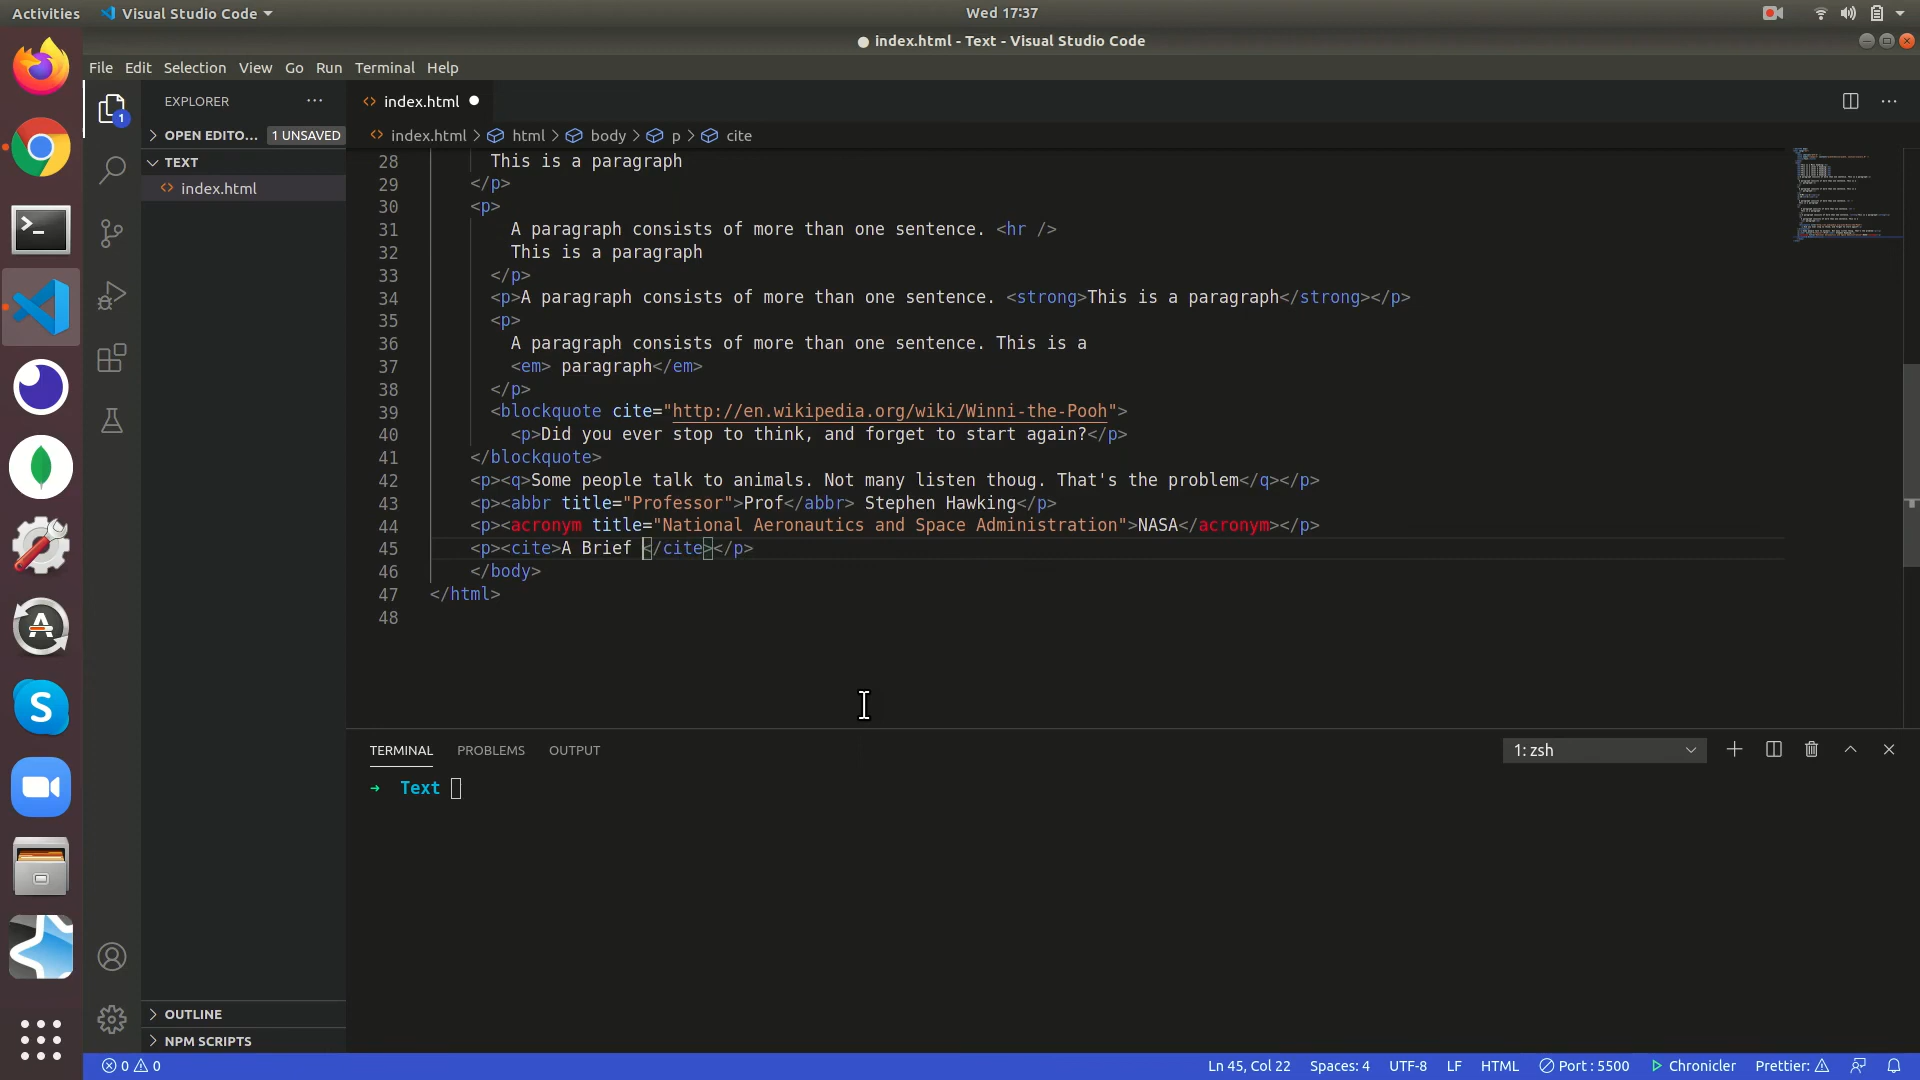 Activities
Visual Studio Code
Wed 17:37
index.html - Text - Visual Studio Code
File Edit Selection View Go Run Terminal Help
EXPLORER
index.html
OPEN EDITO... 1 UNSAVED
index.html > html > body > p > cite
TEXT
index.html
28 This is a paragraph
29 </p>
30 <p>
31 A paragraph consists of more than one sentence. <hr />
32 This is a paragraph
33 </p>
34 <p>A paragraph consists of more than one sentence. <strong>This is a paragraph</strong></p>
35 <p>
36 A paragraph consists of more than one sentence. This is a
37 <em> paragraph</em>
38 </p>
39 <blockquote cite="http://en.wikipedia.org/wiki/Winni-the-Pooh">
40 <p>Did you ever stop to think, and forget to start again?</p>
41 </blockquote>
42 <p><q>Some people talk to animals. Not many listen thoug. That's the problem</q></p>
43 <p><abbr title="Professor">Prof</abbr> Stephen Hawking</p>
44 <p><acronym title="National Aeronautics and Space Administration">NASA</acronym></p>
45 <p><cite>A Brief </cite></p>
46 </body>
47 </html>
48
TERMINAL PROBLEMS OUTPUT
1: zsh
→ Text
OUTLINE
NPM SCRIPTS
0 0
Ln 45, Col 22 Spaces: 4 UTF-8 LF HTML Port : 5500 Chronicler Prettier: